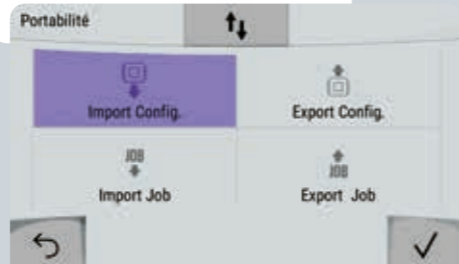 Portabilité
Import Config.
Export Config.
JOB
JOB
Import Job
Export Job